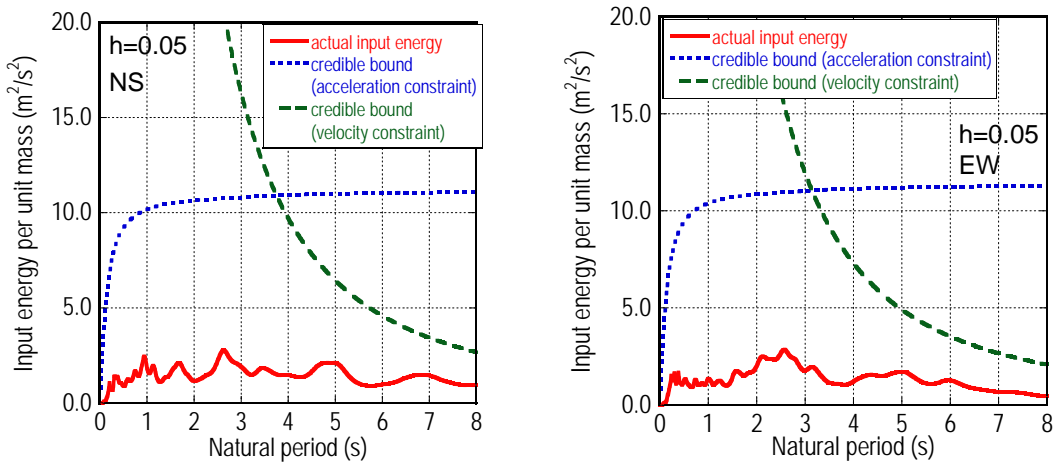 20.0
15.0
10.0
5.0
0.0
Input energy per unit mass (m²/s²)
h=0.05
NS
actual input energy
credible bound
(acceleration constraint)
credible bound
(velocity constraint)
0 1 2 3 4 5 6 7 8
Natural period (s)
20.0
15.0
10.0
5.0
0.0
Input energy per unit mass (m²/s²)
actual input energy
credible bound (acceleration constraint)
credible bound (velocity constraint)
h=0.05
EW
0 1 2 3 4 5 6 7 8
Natural period (s)